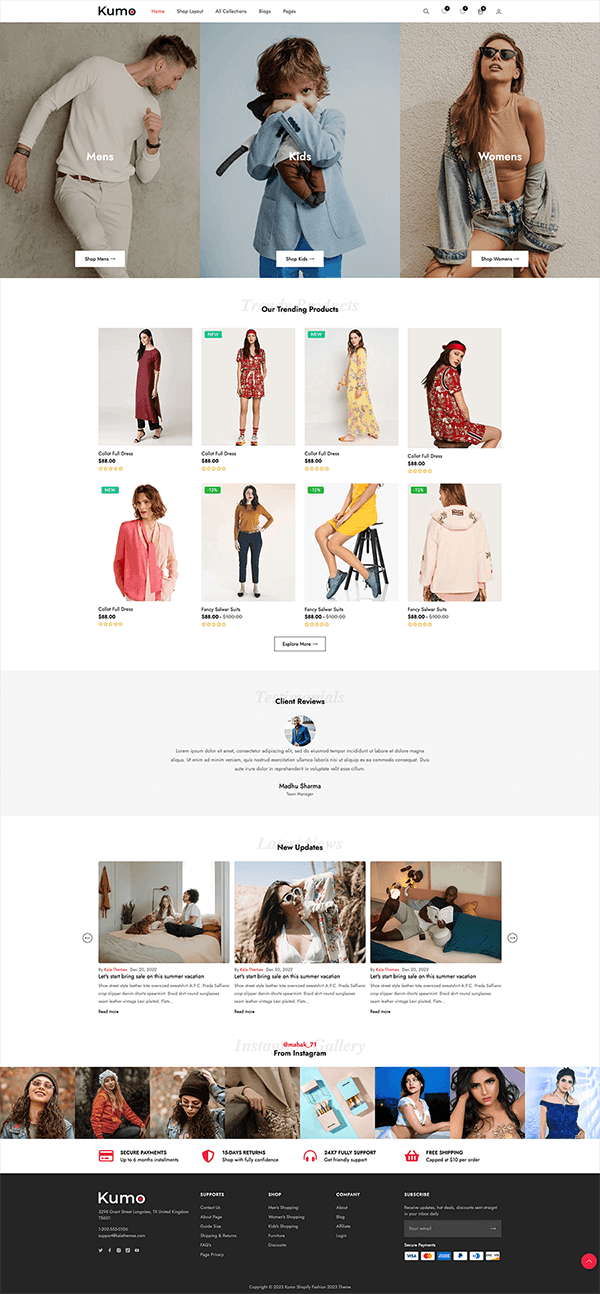 Kumo
Home Shop Layout All Collections Blogs Pages
Mens Kids Womens
Shop Mens → Shop Kids → Shop Womens →
Trendy Products
Our Trending Products
NEW NEW
Collot Full Dress Collot Full Dress Collot Full Dress Collot Full Dress
$88.00 $88.00 $88.00 $88.00
NEW -12% -12% -12%
Collot Full Dress Fancy Salwar Suits Fancy Salwar Suits Fancy Salwar Suits
$88.00 $88.00 - $100.00 $88.00 - $100.00 $88.00 - $100.00
Explore More →
Testimonials
Client Reviews
Lorem ipsum dolor sit amet, consectetur adipiscing elit, sed do eiusmod tempor incididunt ut labore et dolore magna
aliqua. Ut enim ad minim veniam, quis nostrud exercitation ullamco laboris nisi ut aliquip ex ea commodo consequat. Duis
aute irure dolor in reprehenderit in voluptate velit esse cillum.
Madhu Sharma
Team Manager
Latest News
New Updates
By Kala Themes Dec 20, 2022 By Kala Themes Dec 20, 2022 By Kala Themes Dec 20, 2022
Let's start bring sale on this summer vacation Let's start bring sale on this summer vacation Let's start bring sale on this summer vacation
Shoe street style leather tote oversized sweatshirt A.P.C. Prada Saffiano Shoe street style leather tote oversized sweatshirt A.P.C. Prada Saffiano Shoe street style leather tote oversized sweatshirt A.P.C. Prada Saffiano
crop slipper denim shorts spearmint. Braid skirt round sunglasses crop slipper denim shorts spearmint. Braid skirt round sunglasses crop slipper denim shorts spearmint. Braid skirt round sunglasses
seam leather vintage Levi plaited. Flats... seam leather vintage Levi plaited. Flats... seam leather vintage Levi plaited. Flats...
Read more Read more Read more
Instagram Gallery
@mahak_71
From Instagram
SECURE PAYMENTS 15-DAYS RETURNS 24X7 FULLY SUPPORT FREE SHIPPING
Up to 6 months installments Shop with fully confidence Get friendly support Capped at $10 per order
Kumo SUPPORTS SHOP COMPANY SUBSCRIBE
3298 Grant Street Longview, TX United Kingdom
75601
1-202-555-0106
support@kalathemes.com
Contact Us
About Page
Guide Size
Shipping & Returns
FAQ's
Page Privacy
Men's Shopping
Women's Shopping
Kids's Shopping
Furniture
Discounts
About
Blog
Affiliate
Login
Receive updates, hot deals, discounts sent straignt
in your inbox daily
Your email
Secure Payments
VISA
Copyright © 2023 Kumo Shopify Fashion 2023 Theme